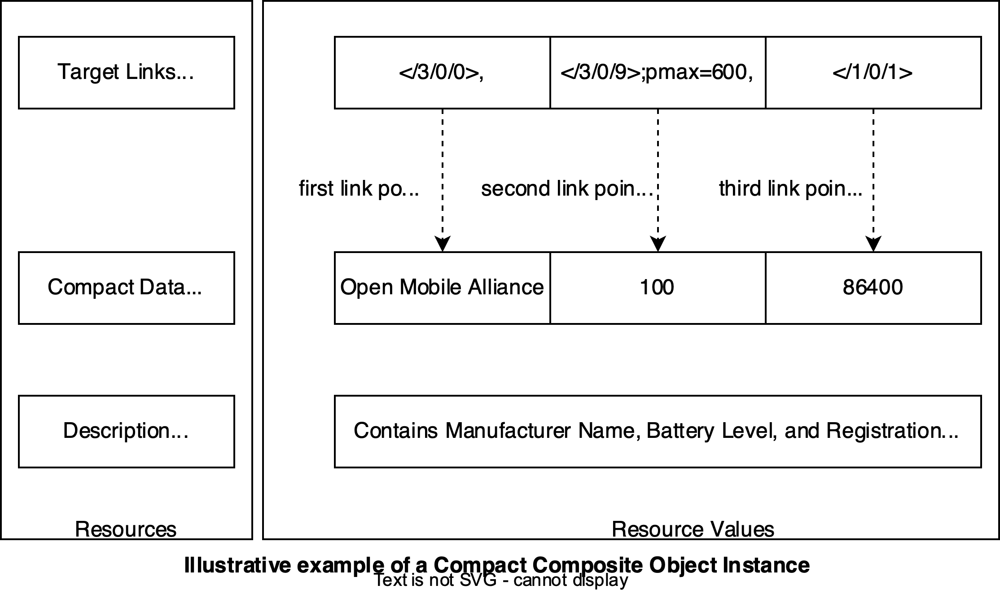 Target Links...
</3/0/0>,
</3/0/9>;pmax=600,
</1/0/1>
first link po...
second link poin...
third link poin...
Compact Data...
Open Mobile Alliance
100
86400
Description...
Contains Manufacturer Name, Battery Level, and Registration...
Resources
Resource Values
Illustrative example of a Compact Composite Object Instance
Text is not SVG - cannot display